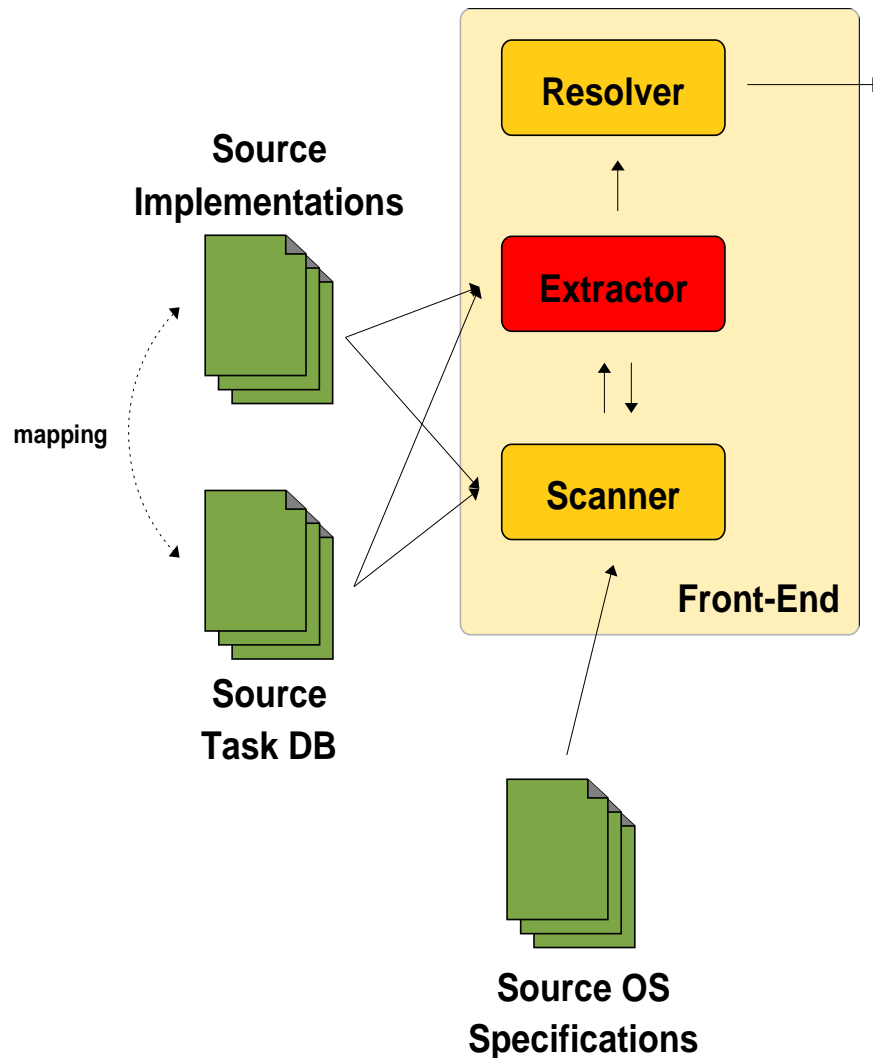 Resolver
Source
Implementations
Extractor
mapping
Scanner
Front-End
Source
Task DB
Source OS
Specifications